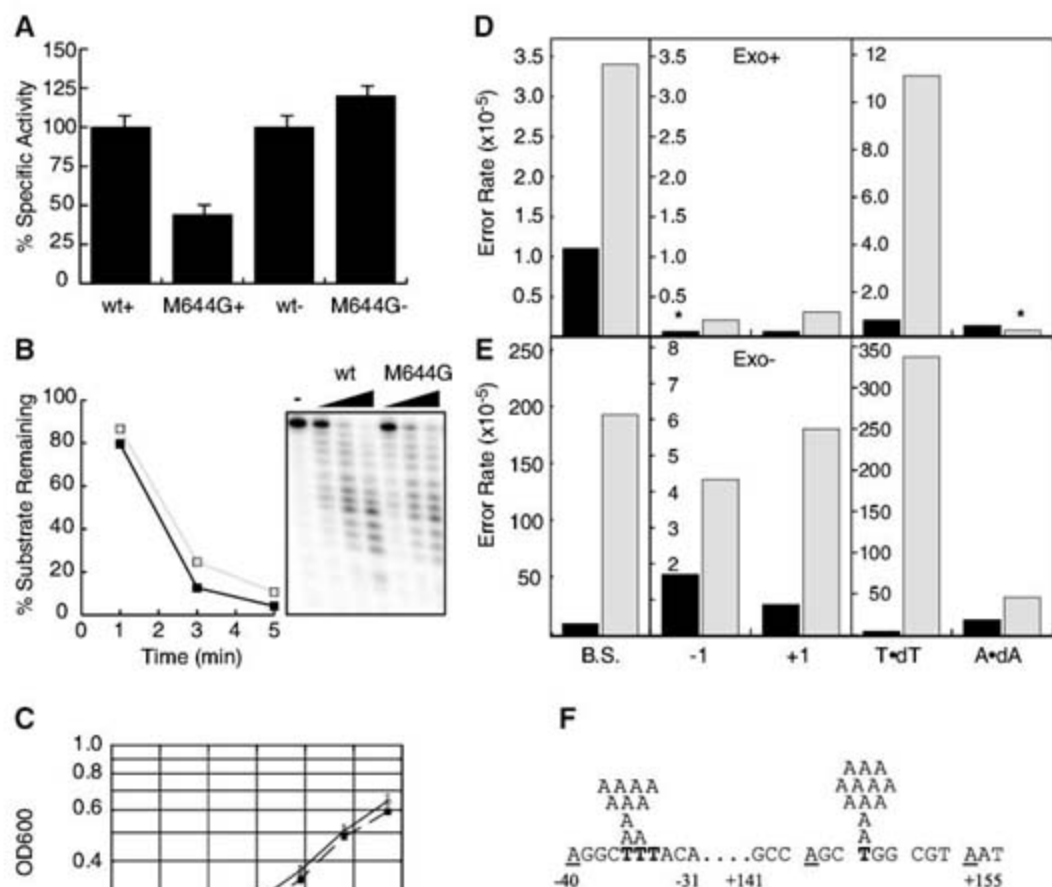 A
150
125
100
75
50
25
0
% Specific Activity
wt+ M644G+ wt- M644G-
B
wt M644G
-
100
80
60
40
20
0
% Substrate Remaining
0 1 2 3 4 5
Time (min)
C
1.0
0.8
0.6
0.4
OD600
D
Exo+
Error Rate (x10-5)
3.5
3.0
2.5
2.0
1.5
1.0
0.5
3.5
3.0
2.5
2.0
1.5
1.0
0.5
*
12
10
8.0
6.0
4.0
2.0
*
E
Exo-
Error Rate (x10-5)
250
200
150
100
50
8
7
6
5
4
3
2
350
300
250
200
150
100
50
B.S. -1 +1 T•dT A•dA
F
AAA
AAAA AAAA
AAA AAA
A A
AA A
AGGCTTTACA....GCC AGC TGG CGT AAT
-40 -31 +141 +155